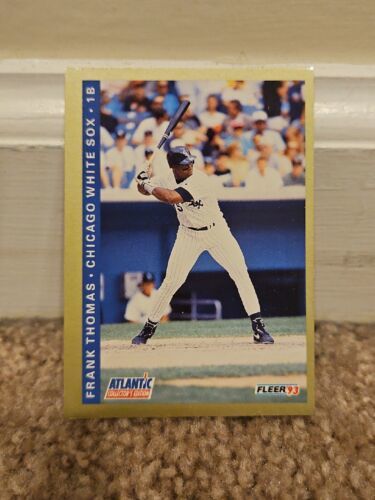 FRANK THOMAS · CHICAGO WHITE SOX · 1B
ATLANTIC
COLLECTOR'S EDITION
FLEER 93